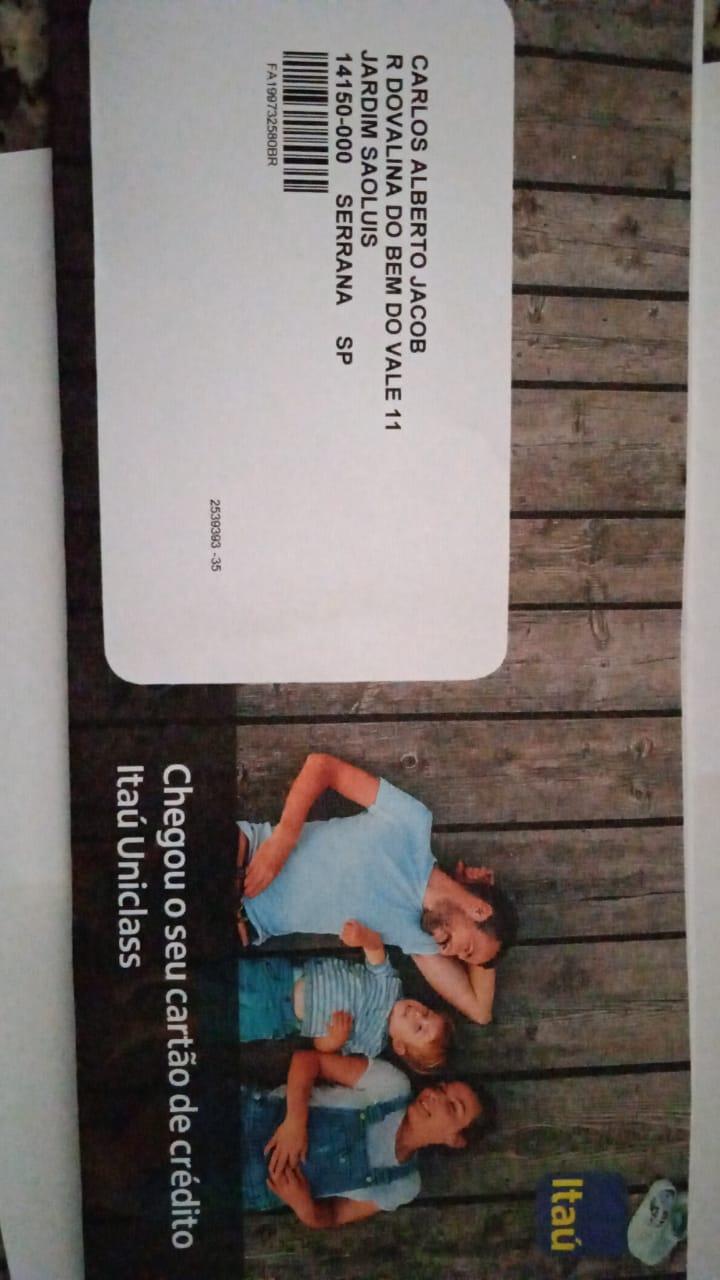 CARLOS ALBERTO JACOB
R DOVALINA DO BEM DO VALE 11
JARDIM SAOLUIS
14150-000 SERRANA SP
FA199732580BR
2539393 -35
Chegou o seu cartão de crédito
Itaú Uniclass
Itaú